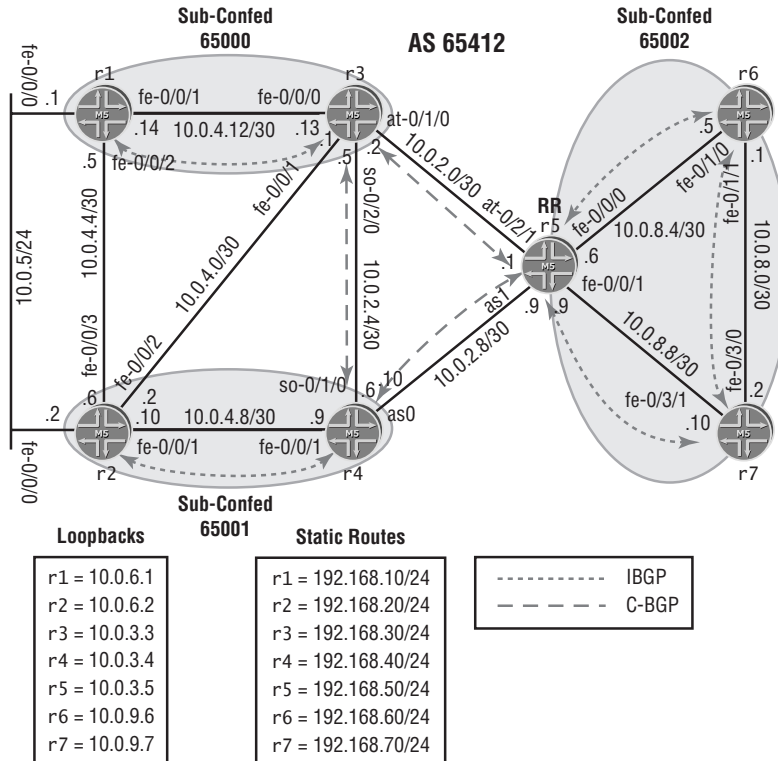 Sub-Confed
65000
AS 65412
Sub-Confed
65002
fe-0/0/0
r1
r3
r6
.1
fe-0/0/1
fe-0/0/0
at-0/1/0
M5
M5
M5
.14
10.0.4.12/30
.13
.1
.5
fe-0/0/2
.5
.2
.5
.1
fe-0/1/0
fe-0/1/1
10.0.2.0/30
at-0/2/1
fe-0/0/1
so-0/2/0
RR
r5
fe-0/0/0
10.0.5/24
10.0.4.4/30
10.0.4.0/30
10.0.2.4/30
.1
M5
.6
10.0.8.4/30
10.0.8.0/30
as1
.9
.9
fe-0/0/1
10.0.2.8/30
10.0.8.8/30
fe-0/0/3
fe-0/0/2
so-0/1/0
.6
.10
as0
fe-0/3/0
fe-0/3/1
.2
.10
.6
.2
.2
.10
10.0.4.8/30
.9
M5
M5
M5
fe-0/0/0
fe-0/0/1
fe-0/0/1
r2
r4
r7
Sub-Confed
65001
Loopbacks
r1 = 10.0.6.1
r2 = 10.0.6.2
r3 = 10.0.3.3
r4 = 10.0.3.4
r5 = 10.0.3.5
r6 = 10.0.9.6
r7 = 10.0.9.7
Static Routes
r1 = 192.168.10/24
r2 = 192.168.20/24
r3 = 192.168.30/24
r4 = 192.168.40/24
r5 = 192.168.50/24
r6 = 192.168.60/24
r7 = 192.168.70/24
IBGP
C-BGP